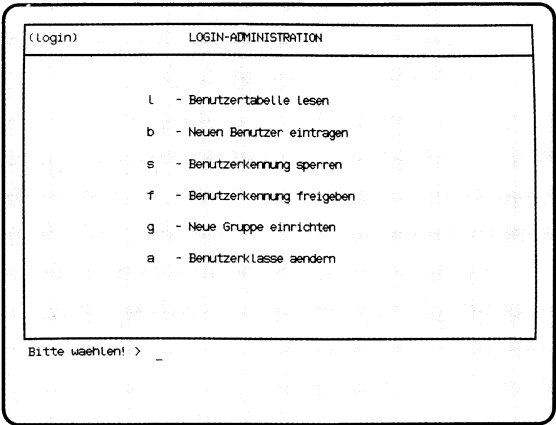 (login) LOGIN-ADMINISTRATION
l - Benutzertabelle lesen
b - Neuen Benutzer eintragen
s - Benutzerkennung sperren
f - Benutzerkennung freigeben
g - Neue Gruppe einrichten
a - Benutzerklasse aendern
Bitte waehlen! > _